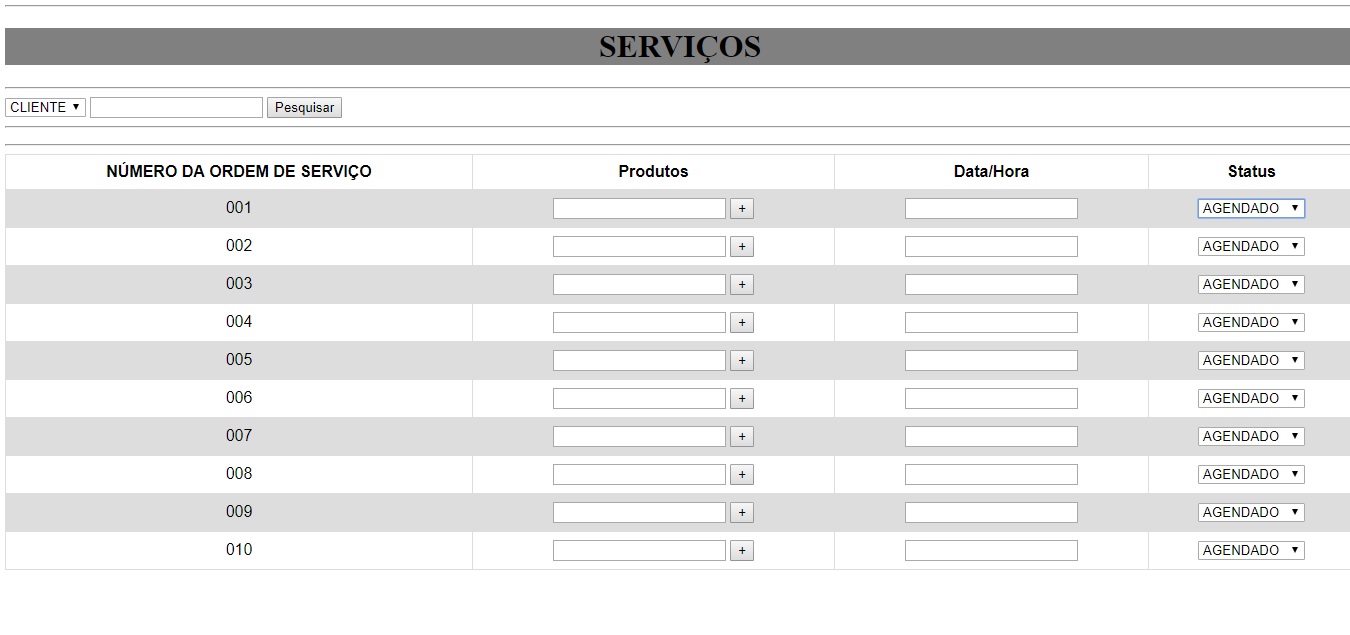 SERVIÇOS
CLIENTE ▼ Pesquisar
NÚMERO DA ORDEM DE SERVIÇO Produtos Data/Hora Status
001 + AGENDADO ▼
002 + AGENDADO ▼
003 + AGENDADO ▼
004 + AGENDADO ▼
005 + AGENDADO ▼
006 + AGENDADO ▼
007 + AGENDADO ▼
008 + AGENDADO ▼
009 + AGENDADO ▼
010 + AGENDADO ▼